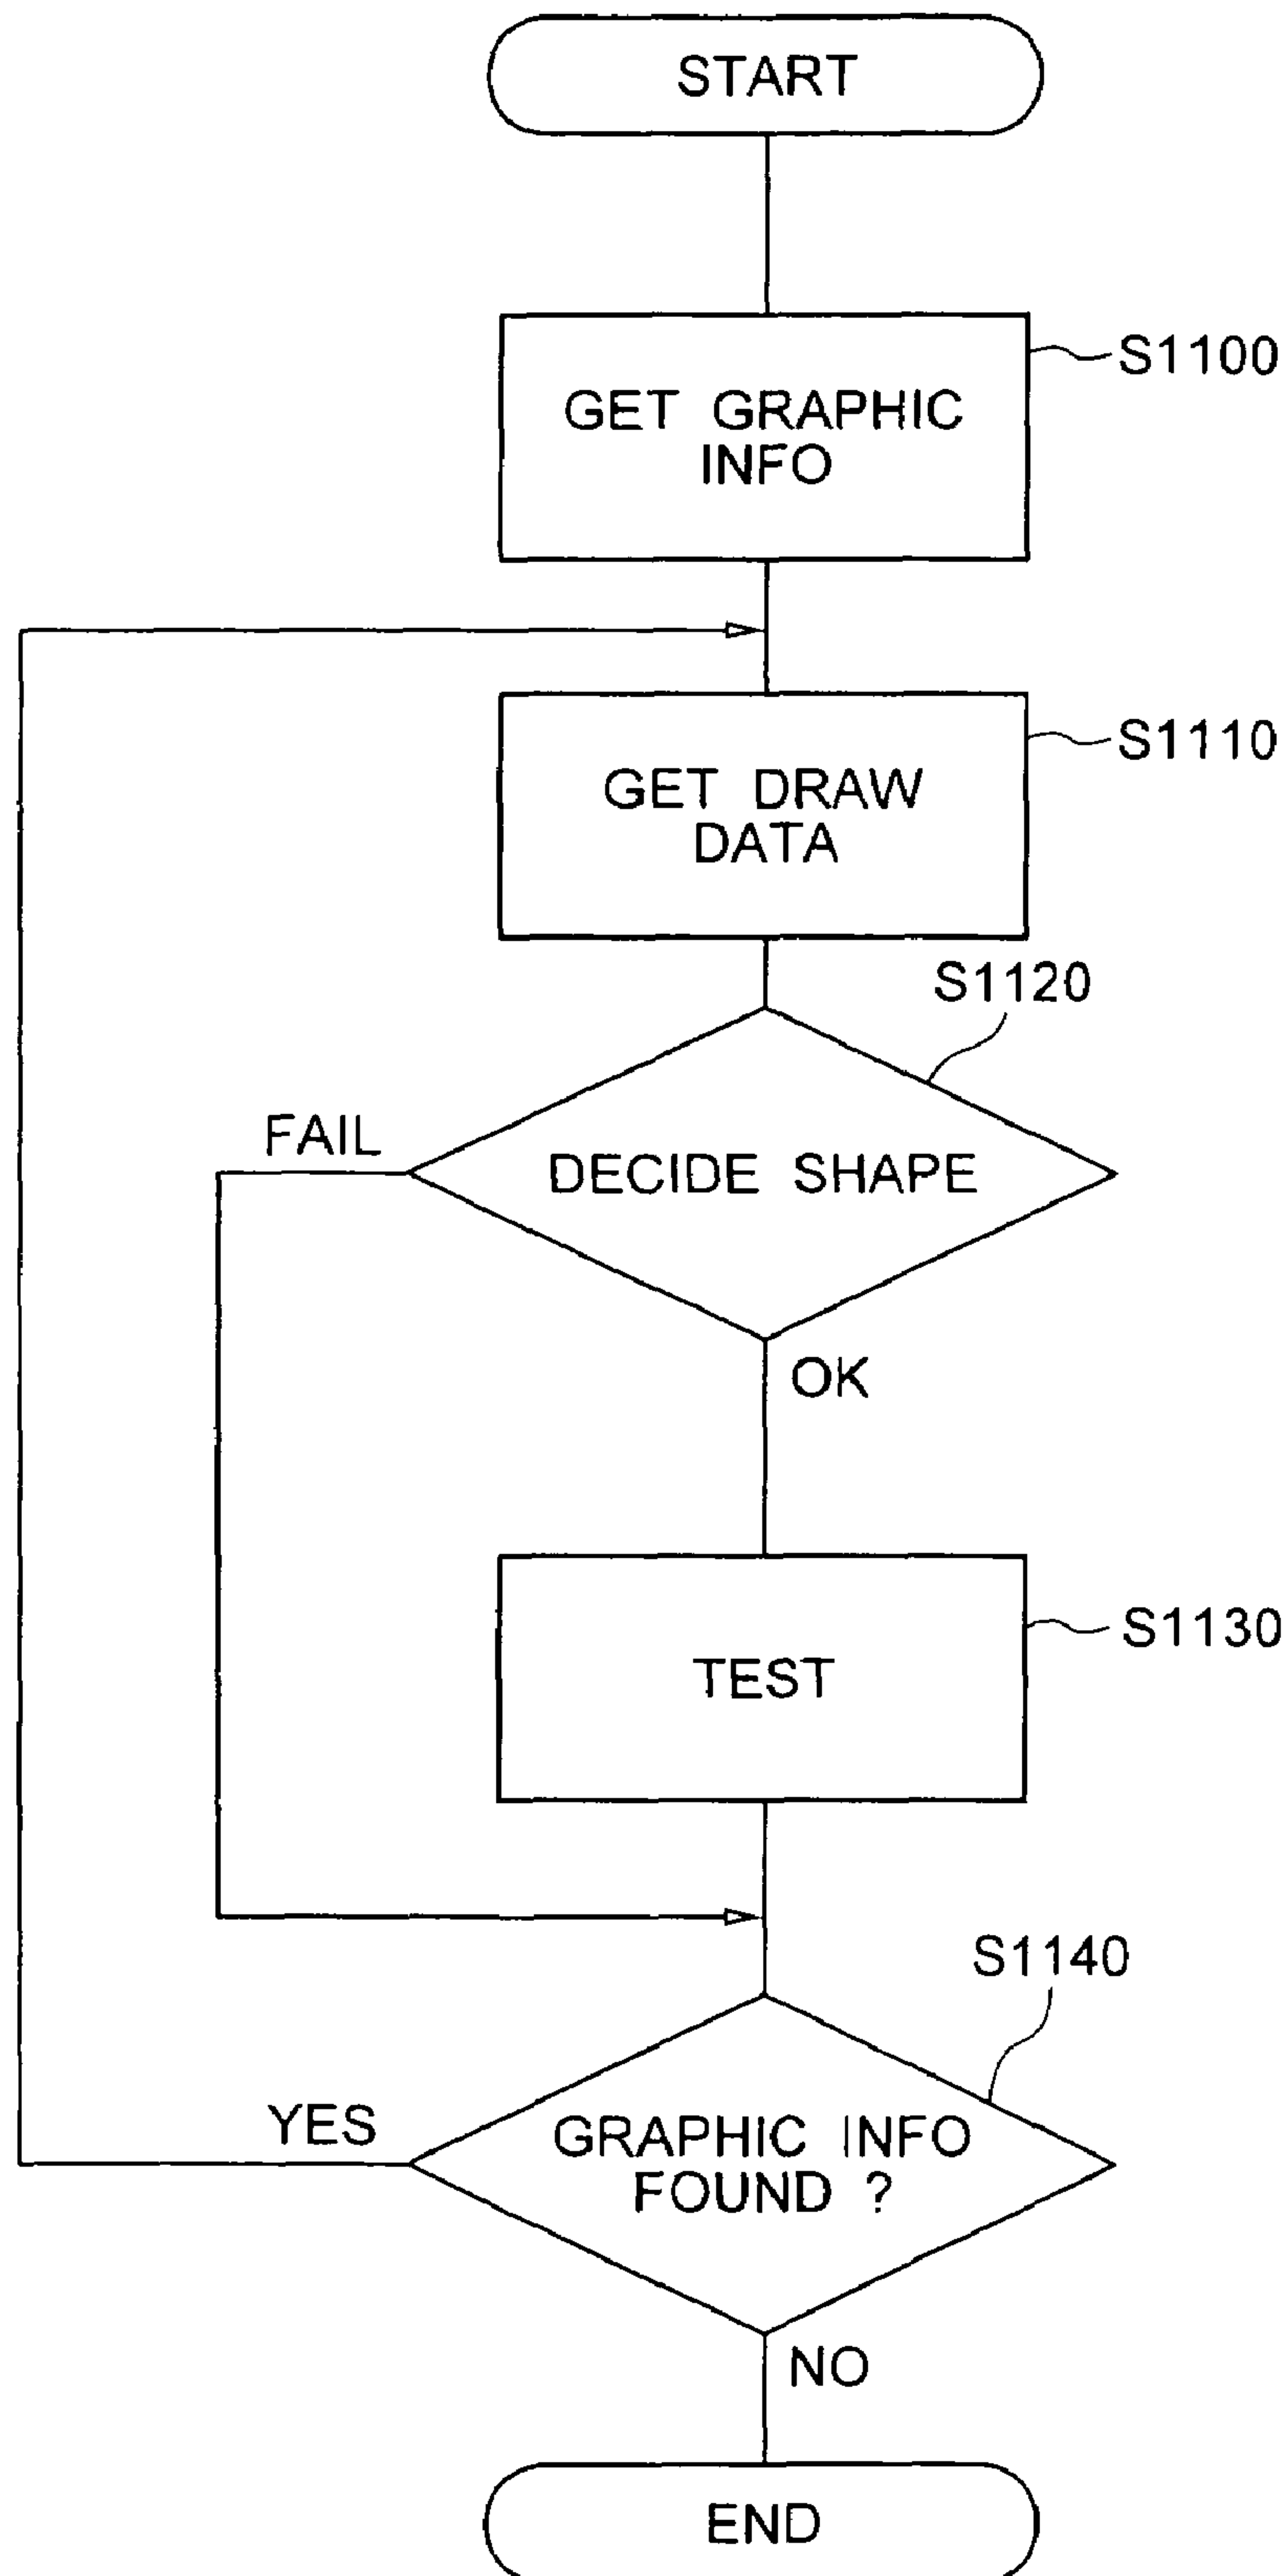 START
S1100
GET GRAPHIC
INFO
S1110
GET DRAW
DATA
S1120
FAIL
DECIDE SHAPE
OK
S1130
TEST
S1140
YES
GRAPHIC INFO
FOUND ?
NO
END